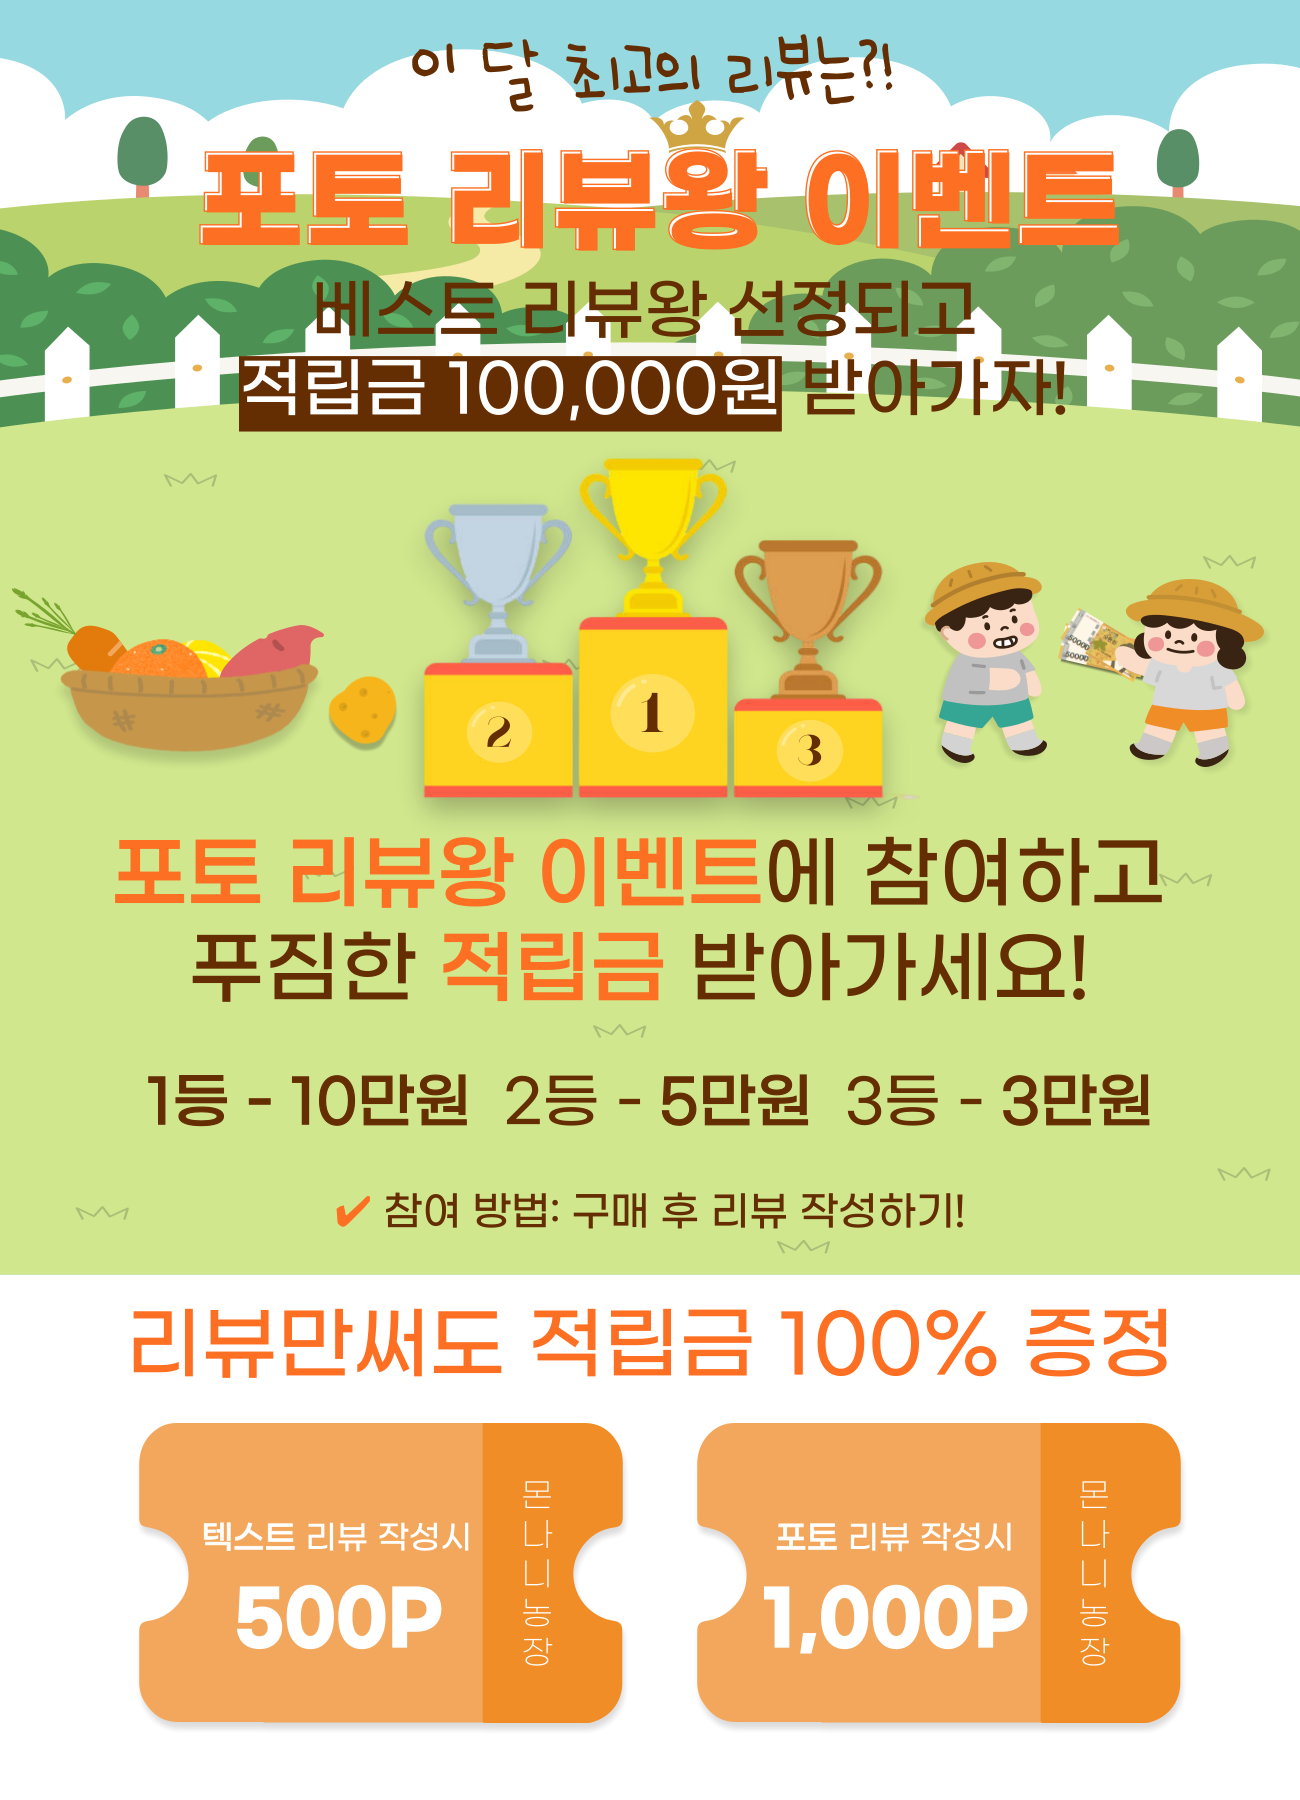 이 달 최고의 리뷰는?!
포토 리뷰왕 이벤트
베스트 리뷰왕 선정되고
적립금 100,000원 받아가자!
2
1
3
50000
50000
포토 리뷰왕 이벤트에 참여하고
푸짐한 적립금 받아가세요!
1등 - 10만원 2등 - 5만원 3등 - 3만원
✔ 참여 방법: 구매 후 리뷰 작성하기!
리뷰만써도 적립금 100% 증정
텍스트 리뷰 작성시
500P
몬나니농장
포토 리뷰 작성시
1,000P
몬나니농장